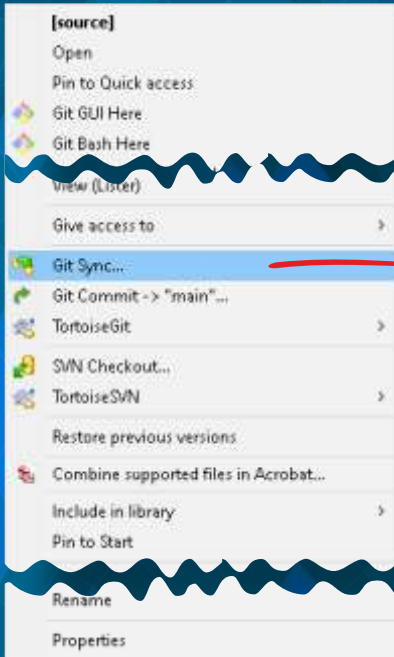 [source]
Open
Pin to Quick access
Git GUI Here
Git Bash Here
View (Lister)
Give access to
Git Sync...
Git Commit -> "main"...
TortoiseGit
SVN Checkout...
TortoiseSVN
Restore previous versions
Combine supported files in Acrobat...
Include in library
Pin to Start
Rename
Properties